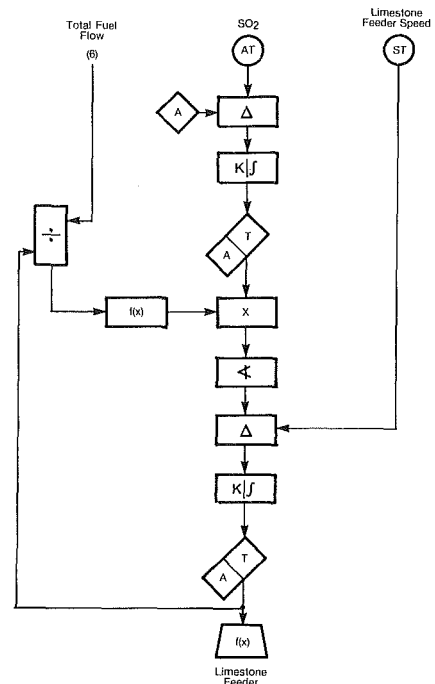 Total Fuel
Flow
(6)
SO2
AT
Limestone
Feeder Speed
ST
A
Δ
K ∫
T
A
÷
f(x)
X
A
Δ
K ∫
T
A
f(x)
Limestone
Feeder